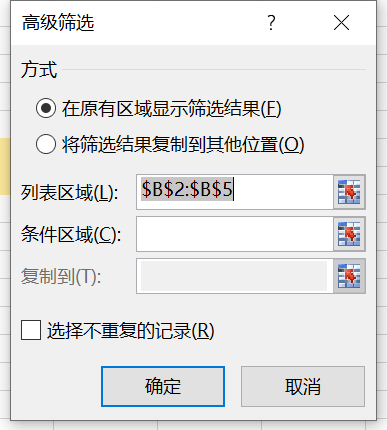 高级筛选
方式
在原有区域显示筛选结果(F)
将筛选结果复制到其他位置(O)
列表区域(L): $B$2:$B$5
条件区域(C):
复制到(T):
选择不重复的记录(R)
确定 取消